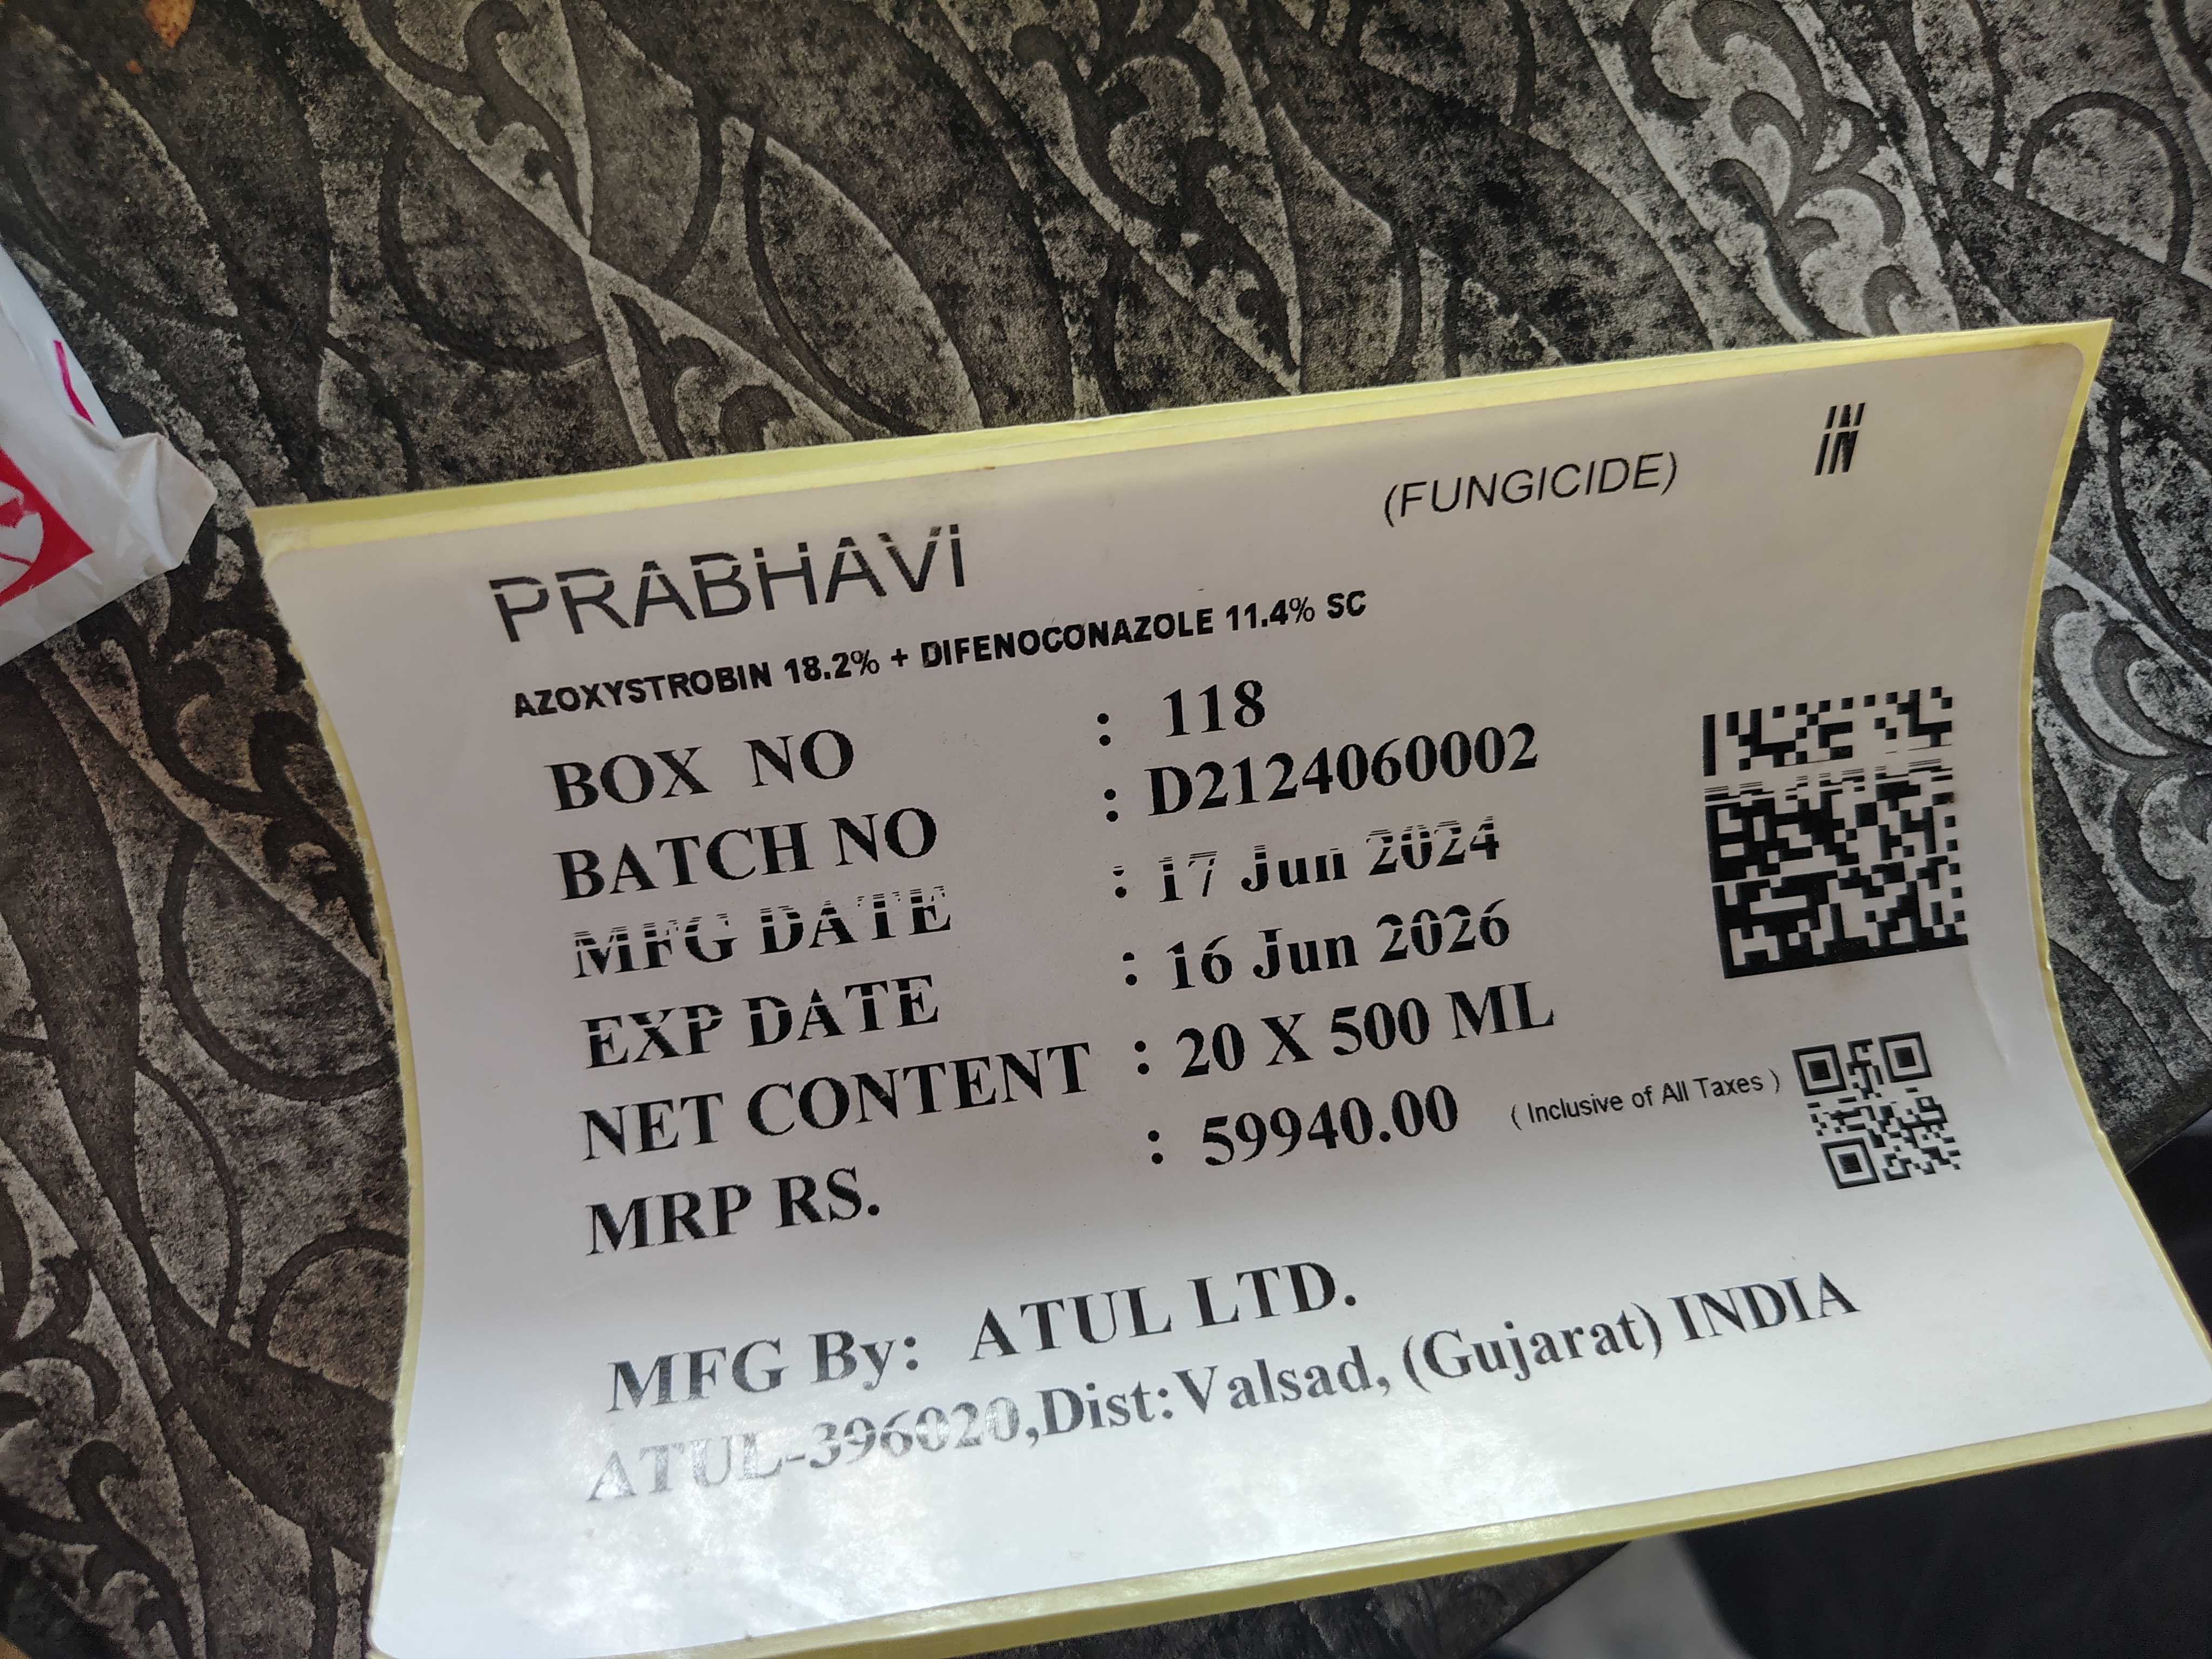 IN
PRABHAVI (FUNGICIDE)
AZOXYSTROBIN 18.2% + DIFENOCONAZOLE 11.4% SC
BOX NO : 118
BATCH NO : D2124060002
MFG DATE : 17 Jun 2024
EXP DATE : 16 Jun 2026
NET CONTENT : 20 X 500 ML
MRP RS. : 59940.00 ( Inclusive of All Taxes )
MFG By: ATUL LTD.
ATUL-396020,Dist:Valsad, (Gujarat) INDIA